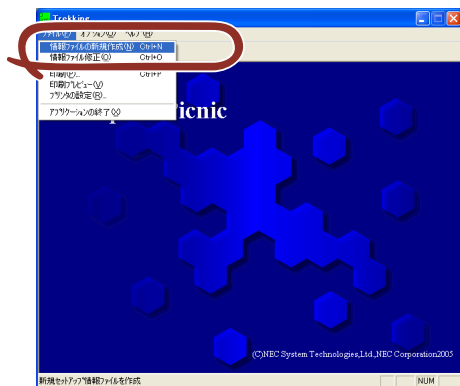 Trekking
ファイル(F) オプション(O) ヘルプ(H)
情報ファイルの新規作成(N) Ctrl+N
情報ファイル修正(O) Ctrl+O
印刷(P)... Ctrl+P
印刷プレビュー(V)
プリンタの設定(R)...
アプリケーションの終了(X)
Picnic
(C)NEC System Technologies,Ltd.,NEC Corporation2005
新規セットアップ情報ファイルを作成
NUM